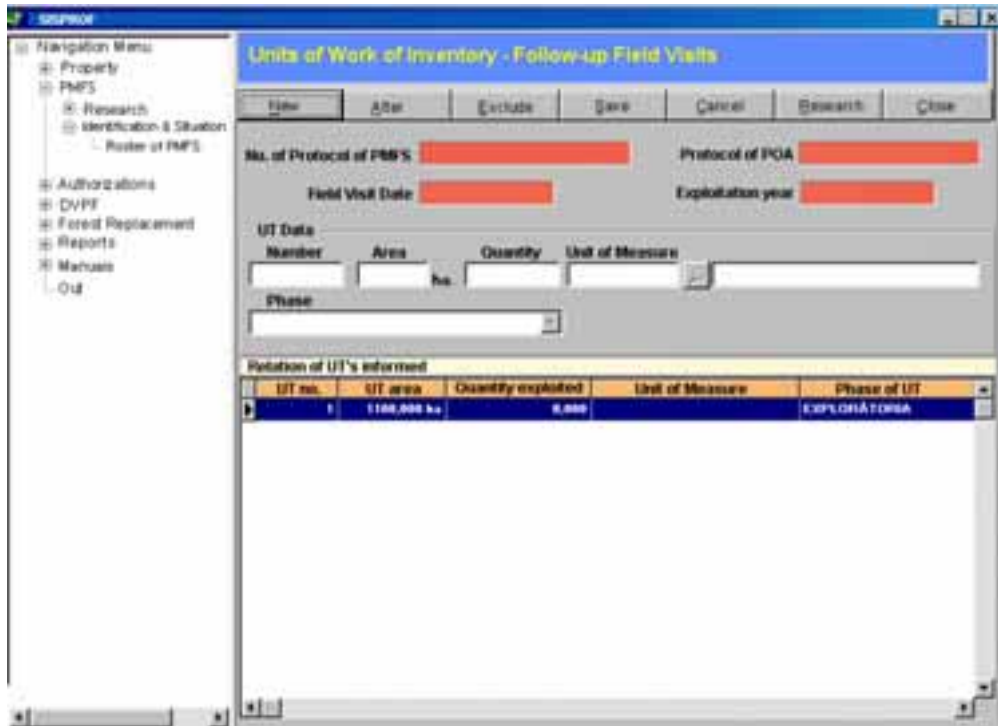 SISPROF
Navigation Menu
Property
PMFS
Research
Identification & Situation
Roster of PMFS
Authorizations
DVPF
Forest Replacement
Reports
Manuais
Out
Units of Work of Inventory - Follow-up Field Visits
New Alter Exclude Save Cancel Research Close
No. of Protocol of PMFS Protocol of POA
Field Visit Date Exploitation year
UT Data
Number Area Quantity Unit of Measure
ha.
Phase
Relation of UT's informed
UT no. UT area Quantity exploited Unit of Measure Phase of UT
1 1100,000 ha 0,000 EXPLORATÓRIA